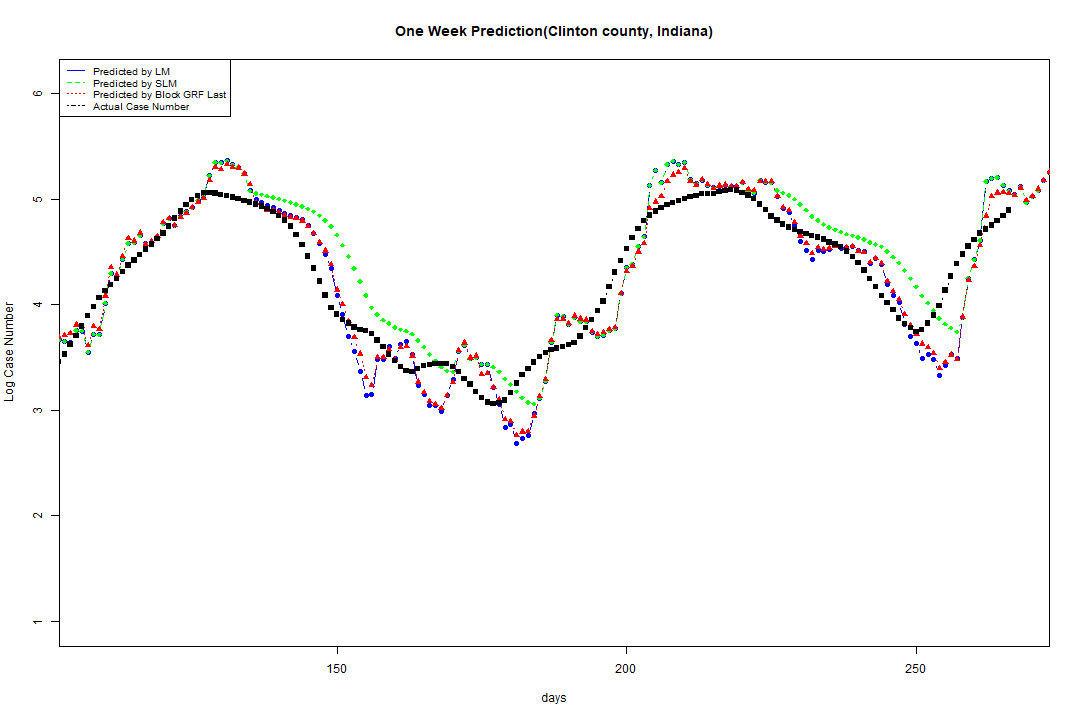 One Week Prediction(Clinton county, Indiana)
Predicted by LM
Predicted by SLM
Predicted by Block GRF Last
Actual Case Number
Log Case Number
6
5
4
3
2
1
150
200
250
days